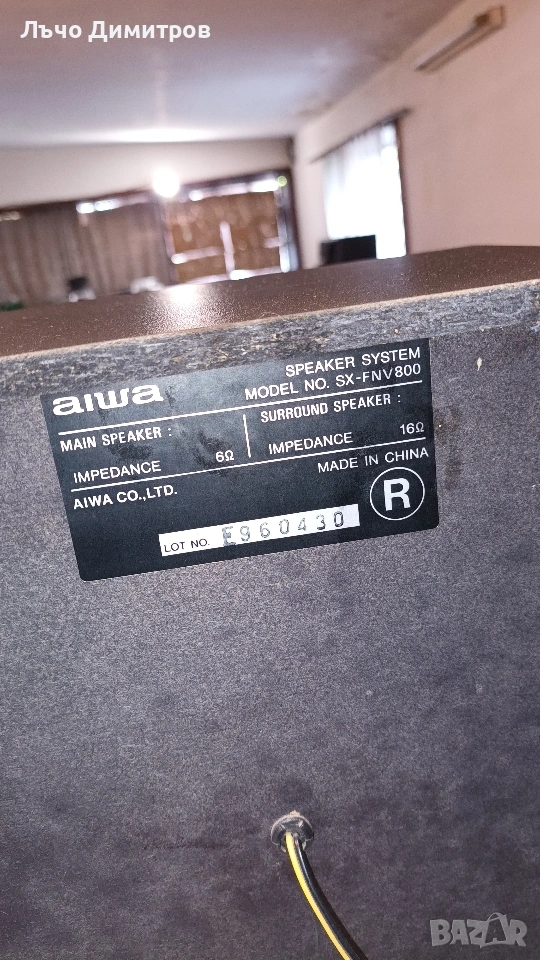 Лъчо Димитров
aiwa
SPEAKER SYSTEM
MODEL NO. SX-FNV800
MAIN SPEAKER :
IMPEDANCE 6Ω
SURROUND SPEAKER :
IMPEDANCE 16Ω
AIWA CO.,LTD.
MADE IN CHINA
R
LOT NO. E960430
BAZAR